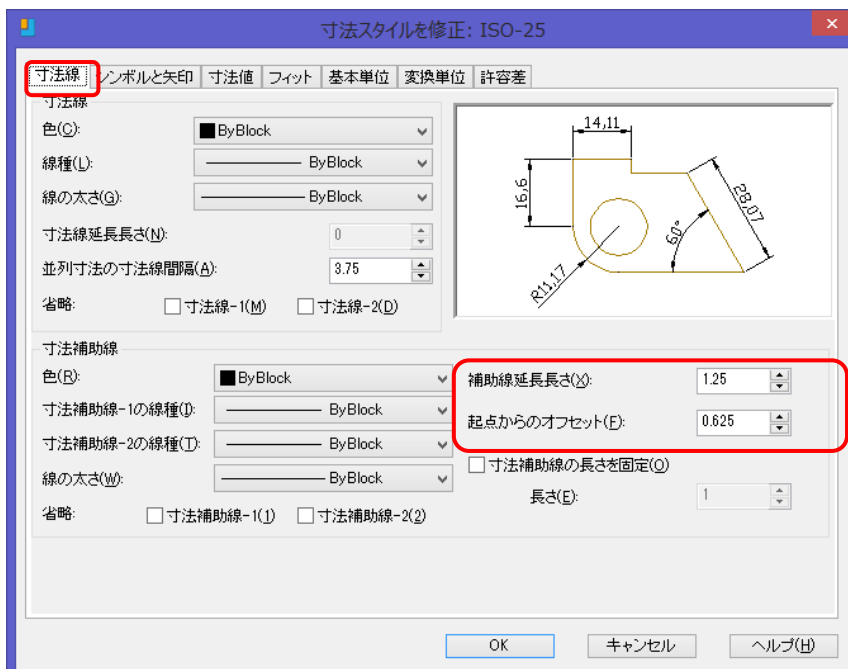 寸法スタイルを修正: ISO-25
寸法線 シンボルと矢印 寸法値 フィット 基本単位 変換単位 許容差
寸法線
色(C): ByBlock
線種(L): ByBlock
線の太さ(G): ByBlock
寸法線延長長さ(N): 0
並列寸法の寸法線間隔(A): 3.75
省略: 寸法線-1(M) 寸法線-2(D)
14,11
16,6
28,07
60°
R11,17
寸法補助線
色(R): ByBlock
寸法補助線-1の線種(I): ByBlock
寸法補助線-2の線種(T): ByBlock
線の太さ(W): ByBlock
省略: 寸法補助線-1(1) 寸法補助線-2(2)
補助線延長長さ(X): 1.25
起点からのオフセット(F): 0.625
寸法補助線の長さを固定(O)
長さ(E): 1
OK キャンセル ヘルプ(H)